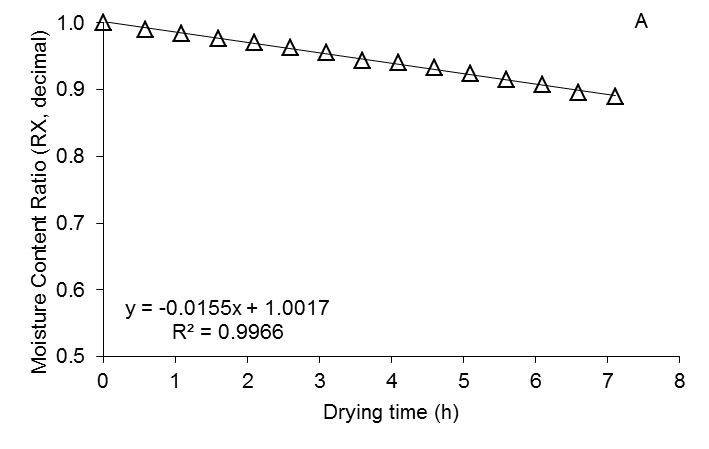 A
Moisture Content Ratio (RX, decimal)
1.0
0.9
0.8
0.7
0.6
0.5
y = -0.0155x + 1.0017
R² = 0.9966
0 1 2 3 4 5 6 7 8
Drying time (h)